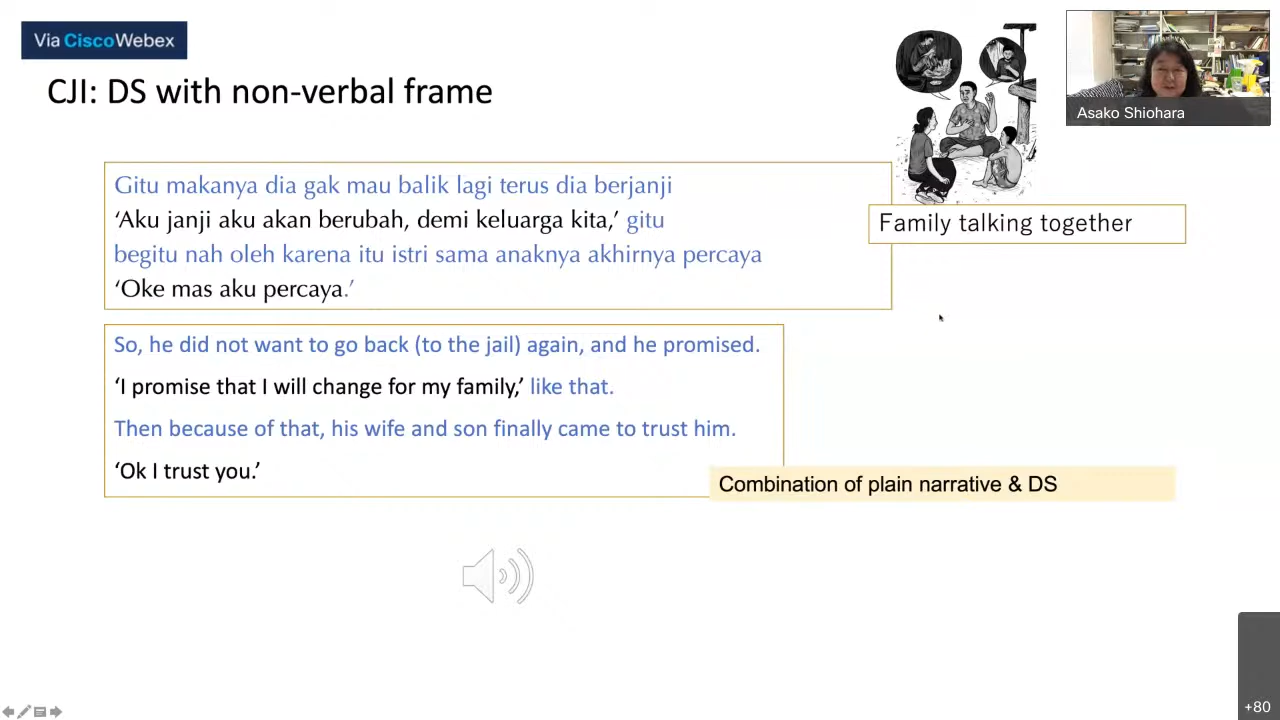 Via Cisco Webex
CJI: DS with non-verbal frame
Asako Shiohara
Gitu makanya dia gak mau balik lagi terus dia berjanji
‘Aku janji aku akan berubah, demi keluarga kita,’ gitu
begitu nah oleh karena itu istri sama anaknya akhirnya percaya
‘Oke mas aku percaya.’
Family talking together
So, he did not want to go back (to the jail) again, and he promised.
‘I promise that I will change for my family,’ like that.
Then because of that, his wife and son finally came to trust him.
‘Ok I trust you.’
Combination of plain narrative & DS
+80